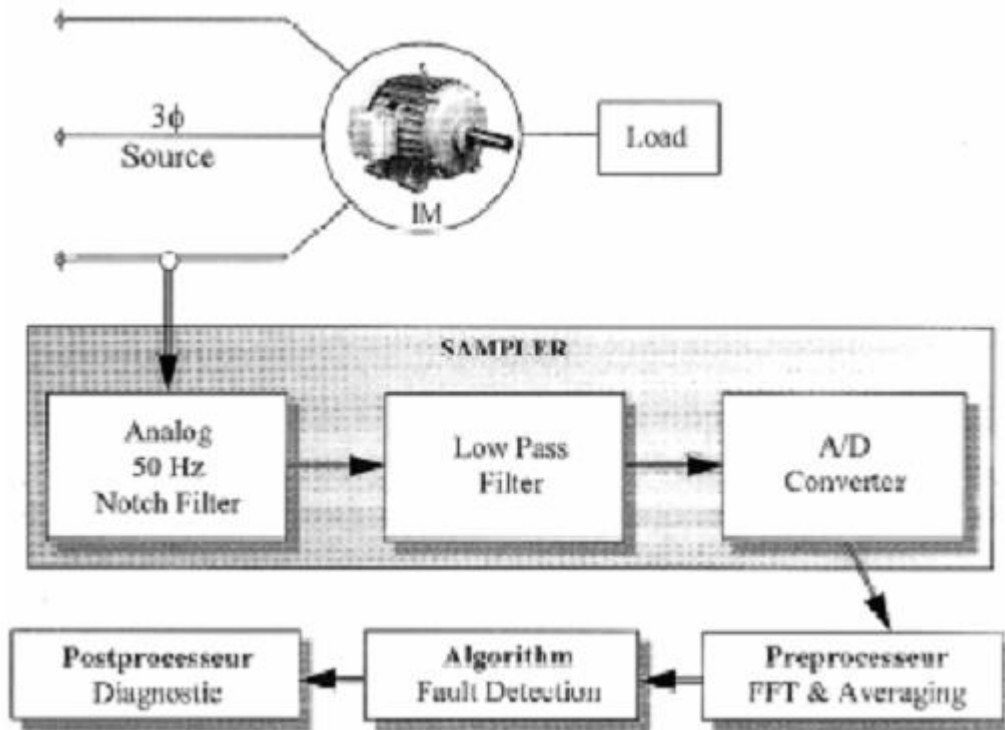 3ϕ
Source
IM
Load
SAMPLER
Analog
50 Hz
Notch Filter
Low Pass
Filter
A/D
Converter
Postprocesseur
Diagnostic
Algorithm
Fault Detection
Preprocesseur
FFT & Averaging